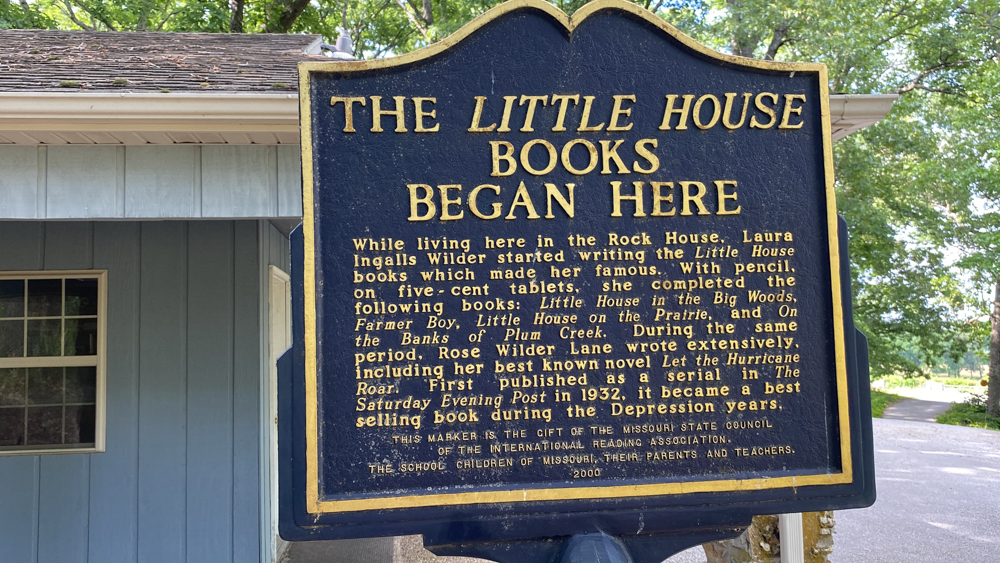 THE LITTLE HOUSE
BOOKS
BEGAN HERE
While living here in the Rock House, Laura
Ingalls Wilder started writing the Little House
books which made her famous. With pencil,
on five-cent tablets, she completed the
following books: Little House in the Big Woods,
Farmer Boy, Little House on the Prairie, and On
the Banks of Plum Creek. During the same
period, Rose Wilder Lane wrote extensively,
including her best known novel Let the Hurricane
Roar. First published as a serial in The
Saturday Evening Post in 1932, it became a best
selling book during the Depression years.
THIS MARKER IS THE GIFT OF THE MISSOURI STATE COUNCIL
OF THE INTERNATIONAL READING ASSOCIATION,
THE SCHOOL CHILDREN OF MISSOURI, THEIR PARENTS AND TEACHERS.
2000